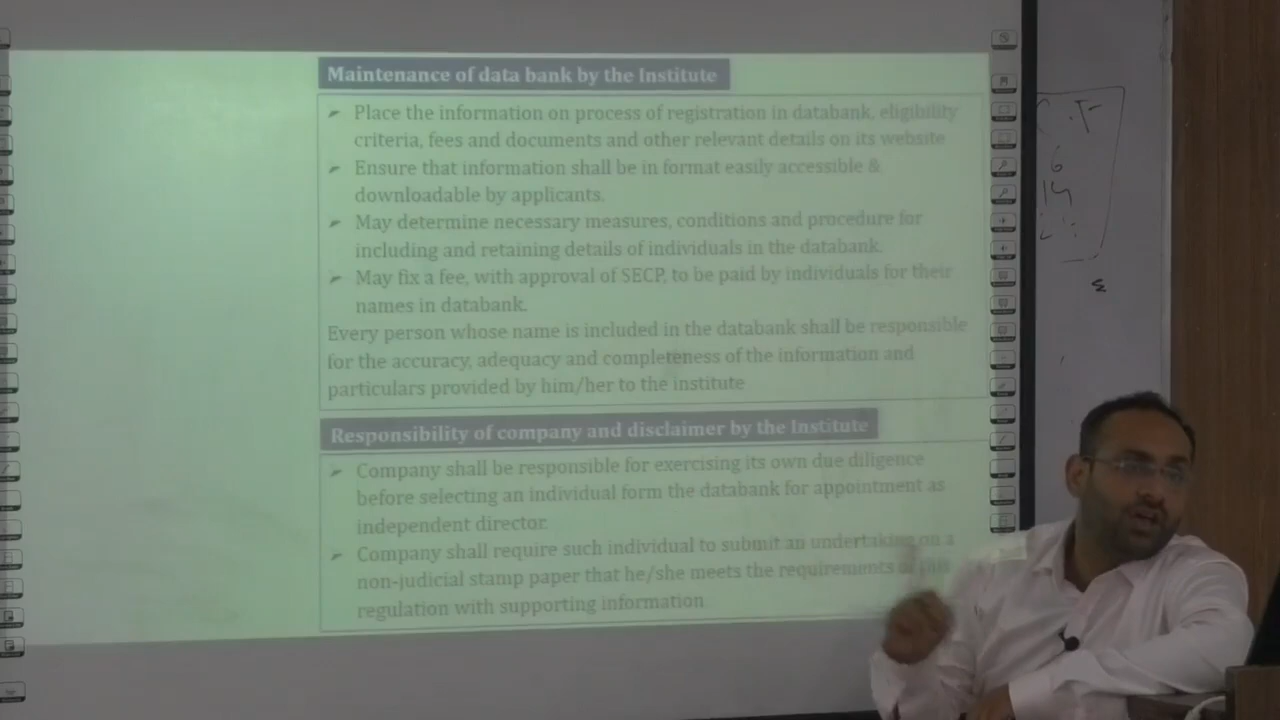 Maintenance of data bank by the Institute
➢ Place the information on process of registration in databank, eligibility
criteria, fees and documents and other relevant details on its website
➢ Ensure that information shall be in format easily accessible &
downloadable by applicants.
➢ May determine necessary measures, conditions and procedure for
including and retaining details of individuals in the databank.
➢ May fix a fee, with approval of SECP, to be paid by individuals for their
names in databank.
Every person whose name is included in the databank shall be responsible
for the accuracy, adequacy and completeness of the information and
particulars provided by him/her to the institute
Responsibility of company and disclaimer by the Institute
➢ Company shall be responsible for exercising its own due diligence
before selecting an individual form the databank for appointment as
independent director.
➢ Company shall require such individual to submit an undertaking on a
non-judicial stamp paper that he/she meets the requirements of this
regulation with supporting information
6
14